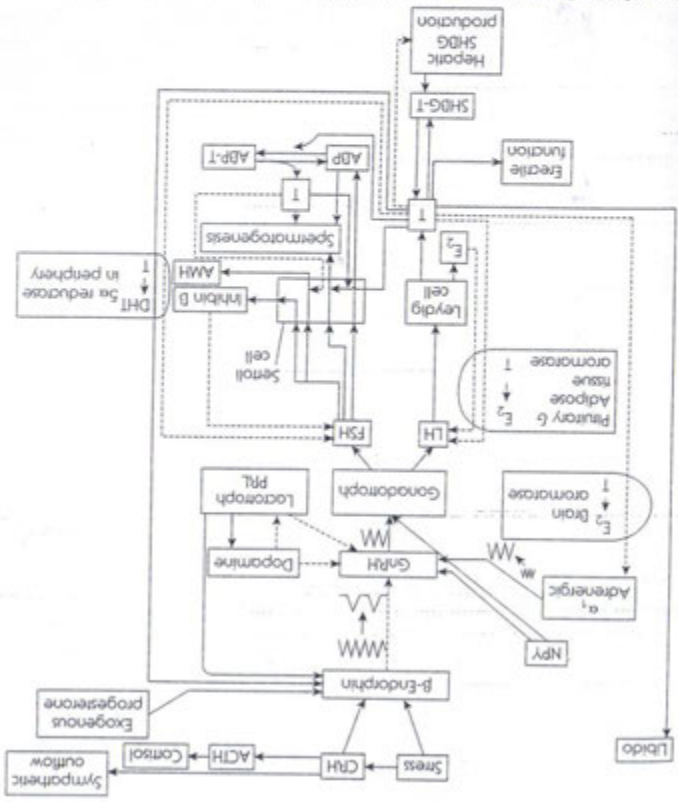 Stress
CRH
ACTH
Cortisol
Sympathetic
outflow
Libido
Exogenous
progesterone
β-Endorphin
NPY
α1
Adrenergic
GnRH
Dopamine
E2
Brain
T
aromatase
Gonadotroph
Lactotroph
PRL
LH
FSH
Pituitary &
Adipose
tissue
aromatase
E2
T
Sertoli
cell
Leydig
cell
E2
Inhibin B
AMH
DHT
T
5α reductase
in periphery
Spermatogenesis
T
T
ABP
ABP-T
Erectile
function
SHBG-T
Hepatic
SHBG
production